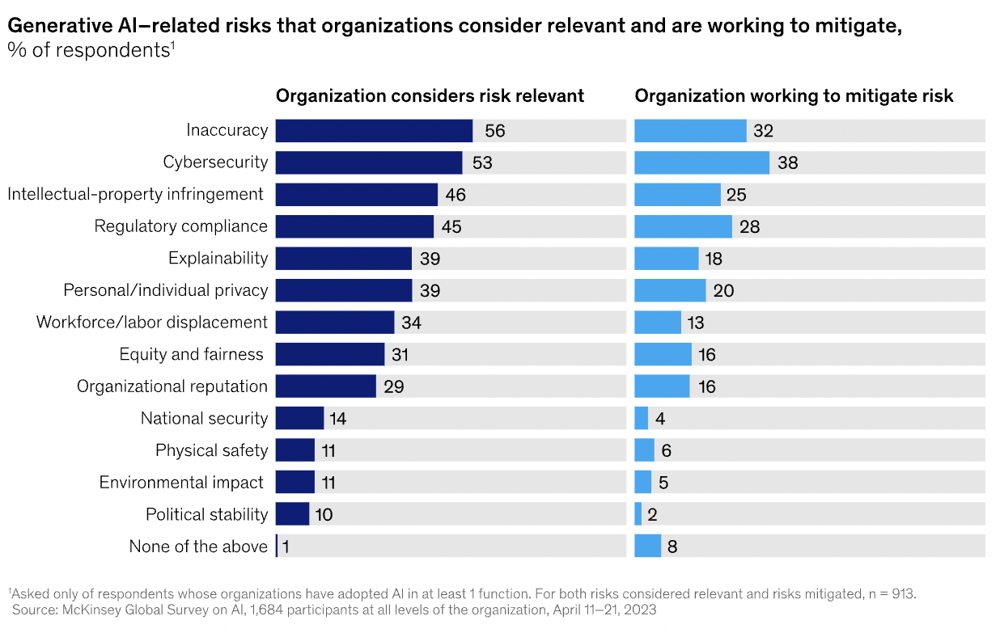 Generative AI–related risks that organizations consider relevant and are working to mitigate,
% of respondents¹
Organization considers risk relevant Organization working to mitigate risk
Inaccuracy 56 32
Cybersecurity 53 38
Intellectual-property infringement 46 25
Regulatory compliance 45 28
Explainability 39 18
Personal/individual privacy 39 20
Workforce/labor displacement 34 13
Equity and fairness 31 16
Organizational reputation 29 16
National security 14 4
Physical safety 11 6
Environmental impact 11 5
Political stability 10 2
None of the above 1 8
¹Asked only of respondents whose organizations have adopted AI in at least 1 function. For both risks considered relevant and risks mitigated, n = 913.
Source: McKinsey Global Survey on AI, 1,684 participants at all levels of the organization, April 11–21, 2023